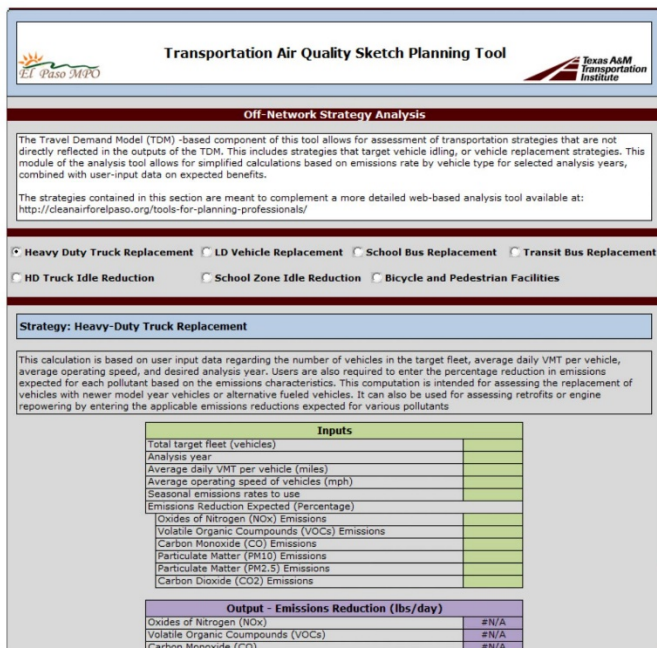 El Paso MPO
Transportation Air Quality Sketch Planning Tool
Texas A&M
Transportation
Institute
Off-Network Strategy Analysis
The Travel Demand Model (TDM) -based component of this tool allows for assessment of transportation strategies that are not
directly reflected in the outputs of the TDM. This includes strategies that target vehicle idling, or vehicle replacement strategies. This
module of the analysis tool allows for simplified calculations based on emissions rate by vehicle type for selected analysis years,
combined with user-input data on expected benefits.
The strategies contained in this section are meant to complement a more detailed web-based analysis tool available at:
http://cleanairforelpaso.org/tools-for-planning-professionals/
Heavy Duty Truck Replacement LD Vehicle Replacement School Bus Replacement Transit Bus Replacement
HD Truck Idle Reduction School Zone Idle Reduction Bicycle and Pedestrian Facilities
Strategy: Heavy-Duty Truck Replacement
This calculation is based on user input data regarding the number of vehicles in the target fleet, average daily VMT per vehicle,
average operating speed, and desired analysis year. Users are also required to enter the percentage reduction in emissions
expected for each pollutant based on the emissions characteristics. This computation is intended for assessing the replacement of
vehicles with newer model year vehicles or alternative fueled vehicles. It can also be used for assessing retrofits or engine
repowering by entering the applicable emissions reductions expected for various pollutants
Inputs
Total target fleet (vehicles)
Analysis year
Average daily VMT per vehicle (miles)
Average operating speed of vehicles (mph)
Seasonal emissions rates to use
Emissions Reduction Expected (Percentage)
Oxides of Nitrogen (NOx) Emissions
Volatile Organic Coumpounds (VOCs) Emissions
Carbon Monoxide (CO) Emissions
Particulate Matter (PM10) Emissions
Particulate Matter (PM2.5) Emissions
Carbon Dioxide (CO2) Emissions
Output - Emissions Reduction (lbs/day)
Oxides of Nitrogen (NOx) #N/A
Volatile Organic Coumpounds (VOCs) #N/A
Carbon Monoxide (CO) #N/A